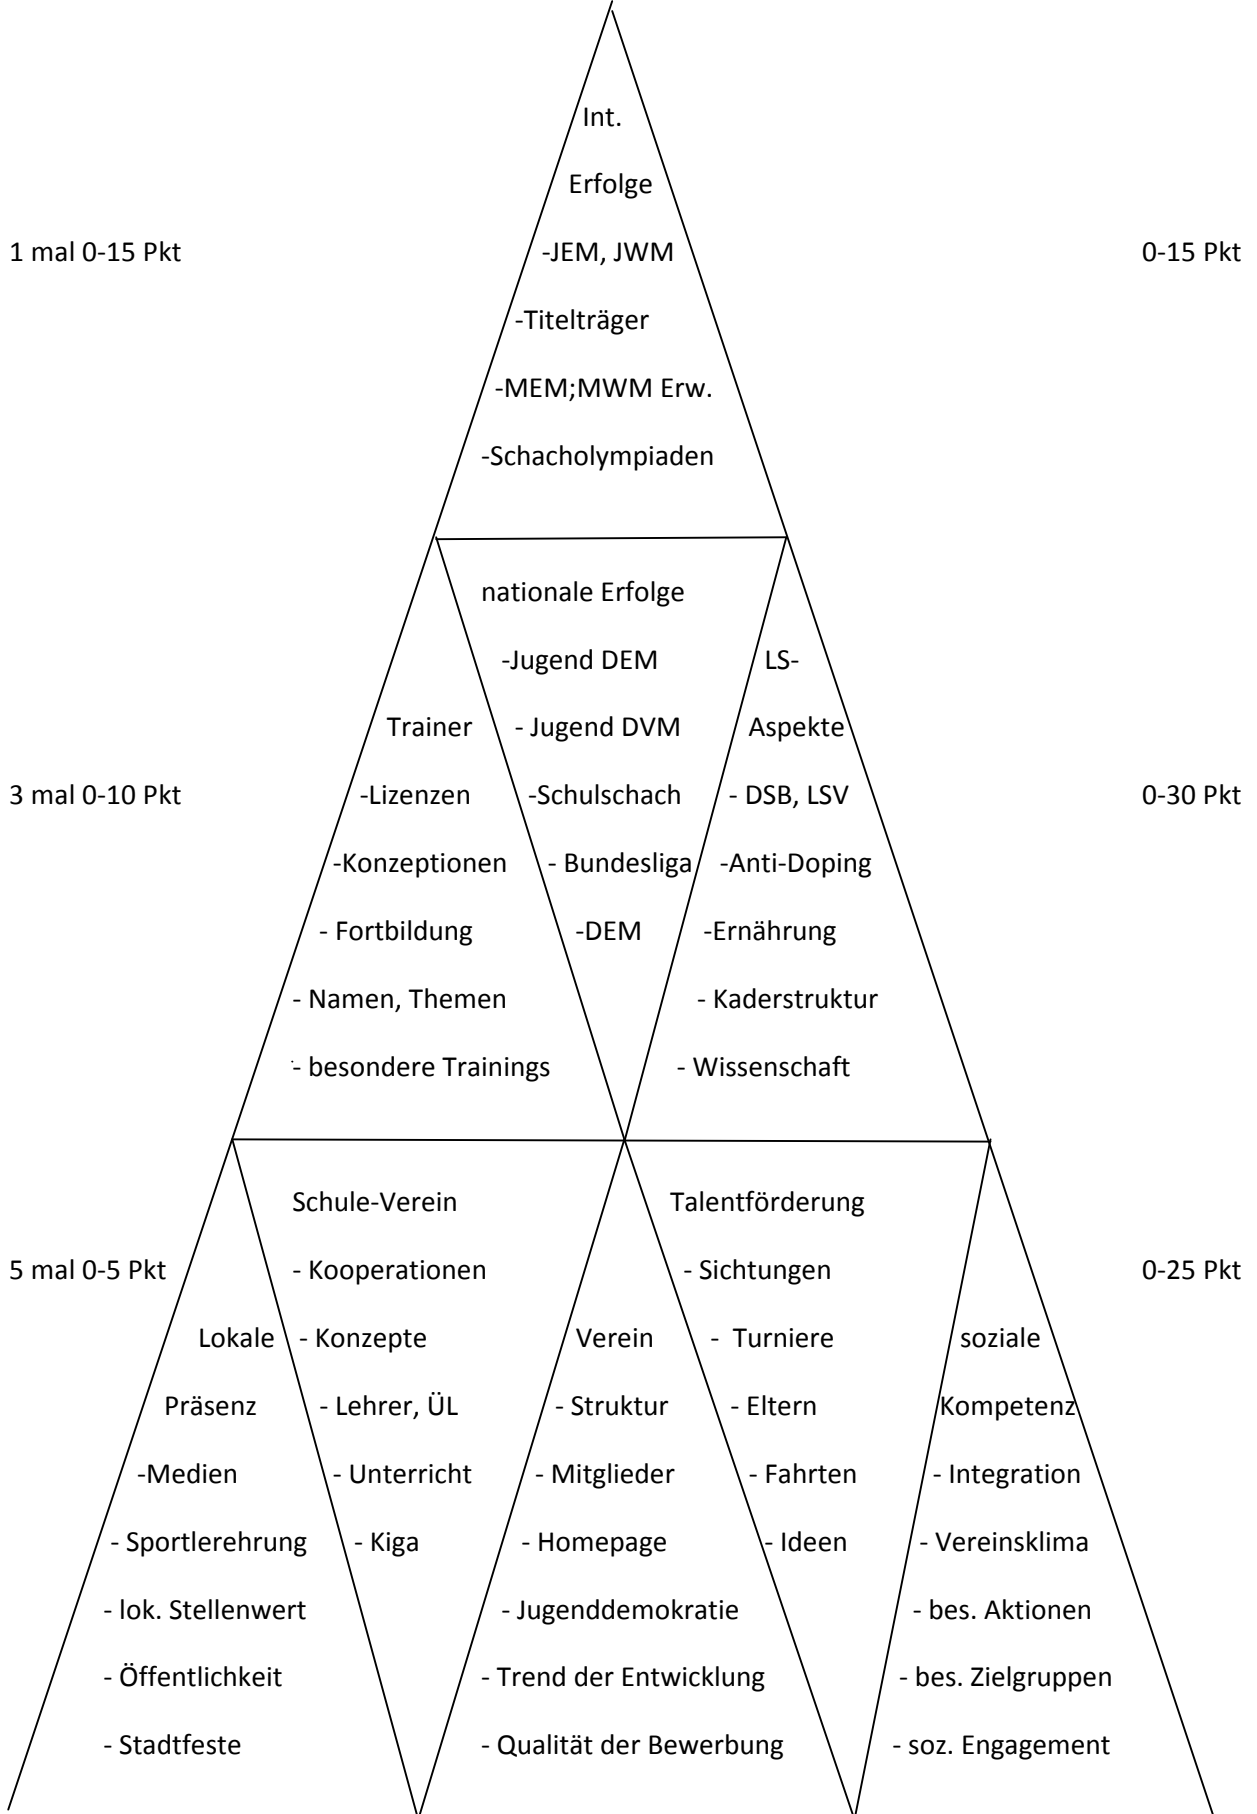 Int.
Erfolge
1 mal 0-15 Pkt -JEM, JWM 0-15 Pkt
-Titelträger
-MEM;MWM Erw.
-Schacholympiaden
nationale Erfolge
-Jugend DEM LS-
Trainer - Jugend DVM Aspekte
3 mal 0-10 Pkt -Lizenzen -Schulschach - DSB, LSV 0-30 Pkt
-Konzeptionen - Bundesliga -Anti-Doping
- Fortbildung -DEM -Ernährung
- Namen, Themen - Kaderstruktur
- besondere Trainings - Wissenschaft
Schule-Verein Talentförderung
5 mal 0-5 Pkt - Kooperationen - Sichtungen 0-25 Pkt
Lokale - Konzepte Verein - Turniere soziale
Präsenz - Lehrer, ÜL - Struktur - Eltern Kompetenz
-Medien - Unterricht - Mitglieder - Fahrten - Integration
- Sportlerehrung - Kiga - Homepage - Ideen - Vereinsklima
- lok. Stellenwert - Jugenddemokratie - bes. Aktionen
- Öffentlichkeit - Trend der Entwicklung - bes. Zielgruppen
- Stadtfeste - Qualität der Bewerbung - soz. Engagement